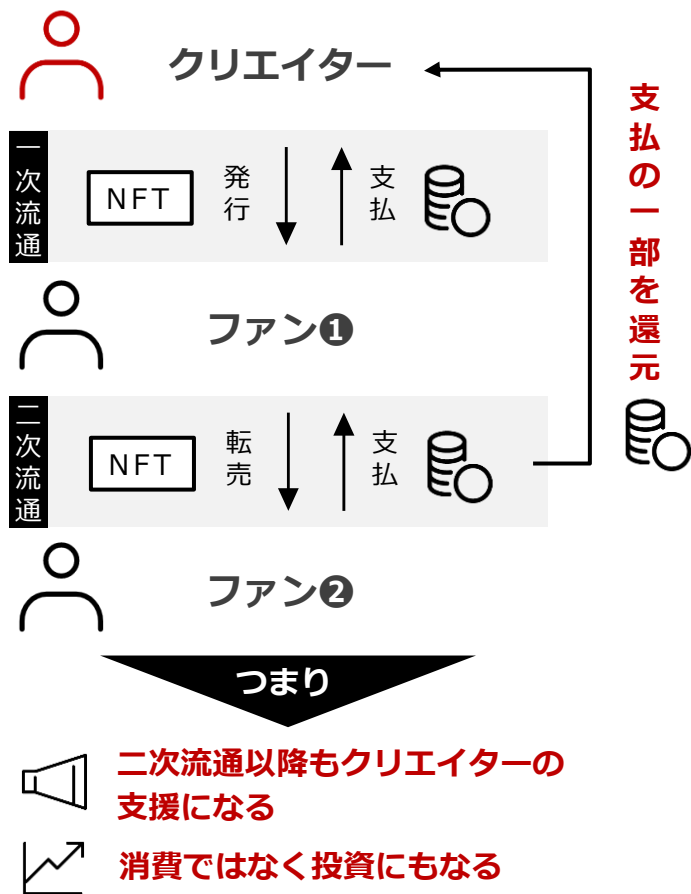 クリエイター
支払の一部を還元
一次流通
NFT
発行
支払
ファン❶
二次流通
NFT
転売
支払
ファン❷
つまり
二次流通以降もクリエイターの
支援になる
消費ではなく投資にもなる